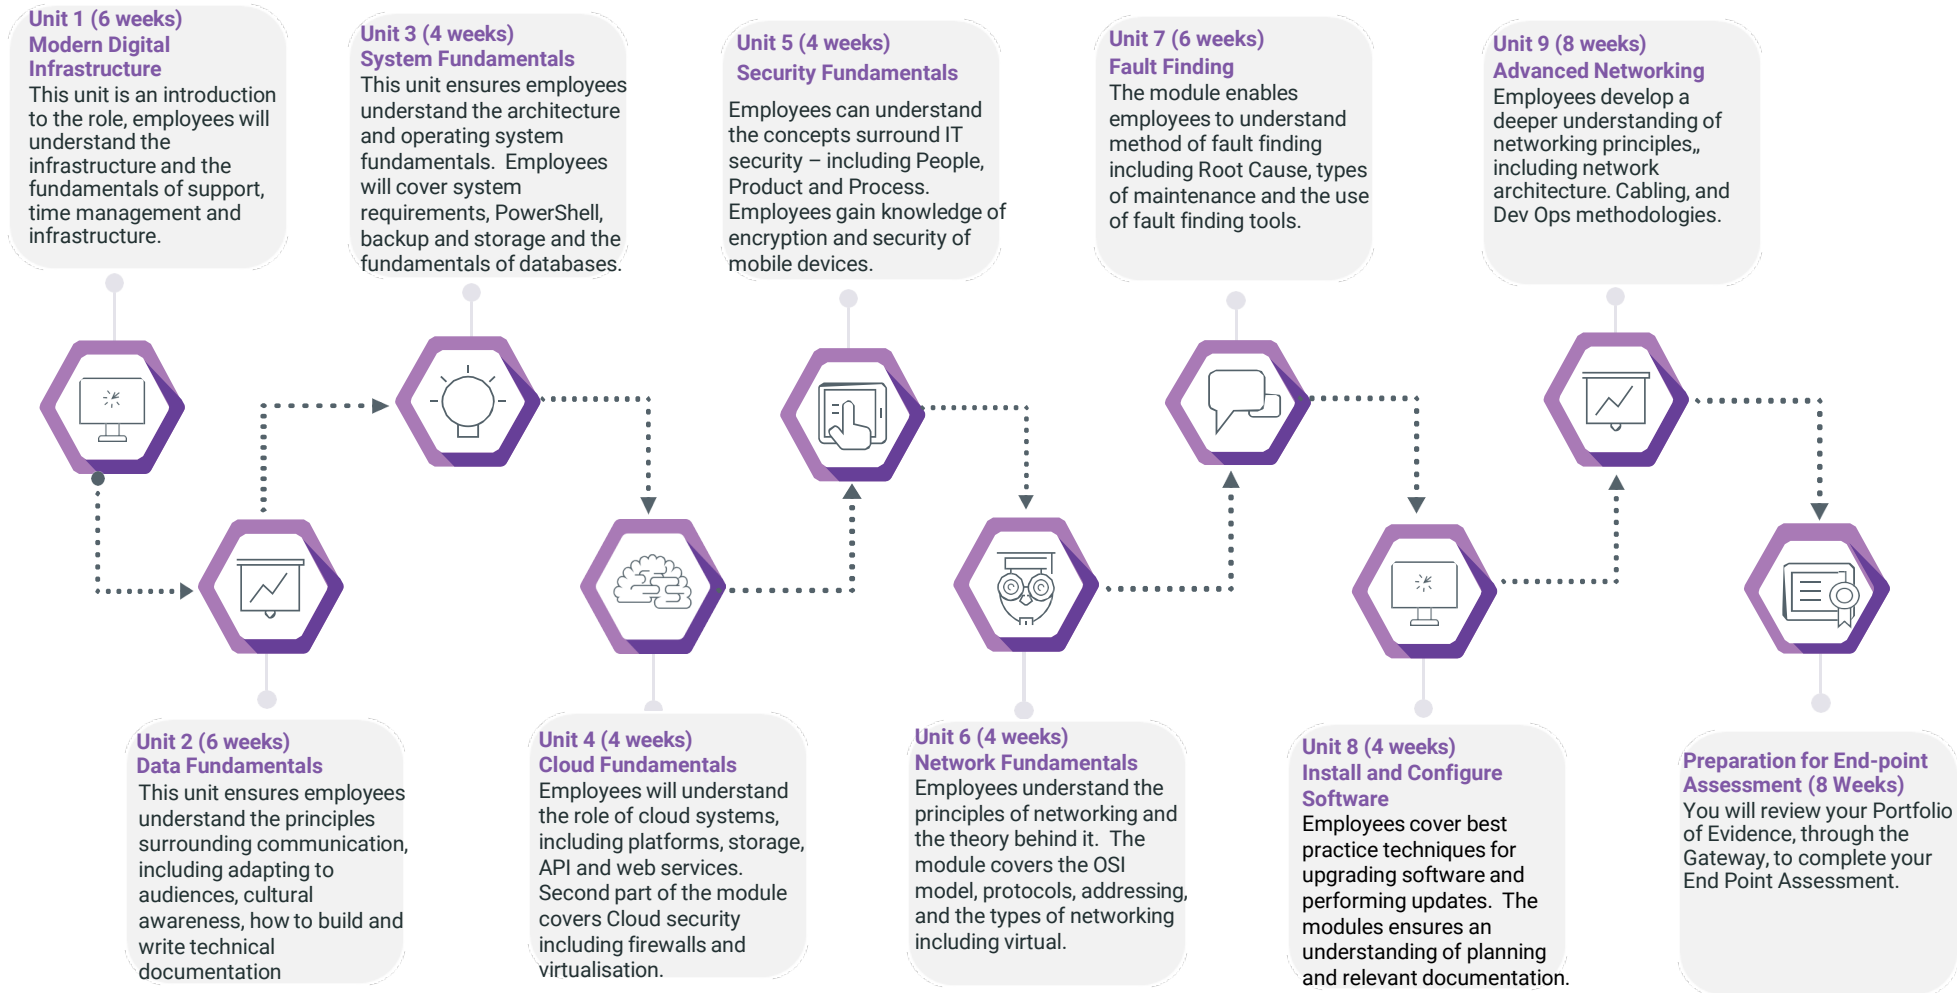 Unit 1 (6 weeks)
Modern Digital
Infrastructure
This unit is an introduction
to the role, employees will
understand the
infrastructure and the
fundamentals of support,
time management and
infrastructure.
Unit 3 (4 weeks)
System Fundamentals
This unit ensures employees
understand the architecture
and operating system
fundamentals. Employees
will cover system
requirements, PowerShell,
backup and storage and the
fundamentals of databases.
Unit 5 (4 weeks)
Security Fundamentals
Employees can understand
the concepts surround IT
security – including People,
Product and Process.
Employees gain knowledge of
encryption and security of
mobile devices.
Unit 7 (6 weeks)
Fault Finding
The module enables
employees to understand
method of fault finding
including Root Cause, types
of maintenance and the use
of fault finding tools.
Unit 9 (8 weeks)
Advanced Networking
Employees develop a
deeper understanding of
networking principles,,
including network
architecture. Cabling, and
Dev Ops methodologies.
Unit 2 (6 weeks)
Data Fundamentals
This unit ensures employees
understand the principles
surrounding communication,
including adapting to
audiences, cultural
awareness, how to build and
write technical
documentation
Unit 4 (4 weeks)
Cloud Fundamentals
Employees will understand
the role of cloud systems,
including platforms, storage,
API and web services.
Second part of the module
covers Cloud security
including firewalls and
virtualisation.
Unit 6 (4 weeks)
Network Fundamentals
Employees understand the
principles of networking and
the theory behind it. The
module covers the OSI
model, protocols, addressing,
and the types of networking
including virtual.
Unit 8 (4 weeks)
Install and Configure
Software
Employees cover best
practice techniques for
upgrading software and
performing updates. The
modules ensures an
understanding of planning
and relevant documentation.
Preparation for End-point
Assessment (8 Weeks)
You will review your Portfolio
of Evidence, through the
Gateway, to complete your
End Point Assessment.